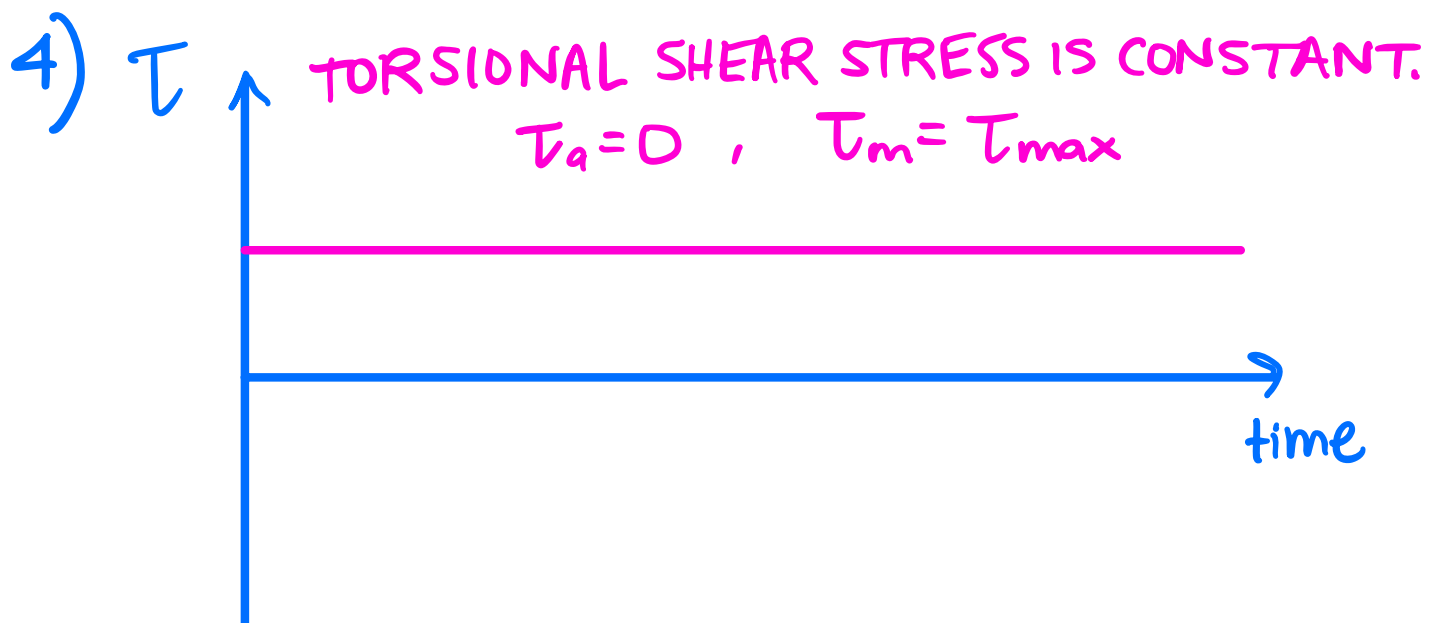 4) τ TORSIONAL SHEAR STRESS IS CONSTANT.
τa=0 , τm= τmax
time